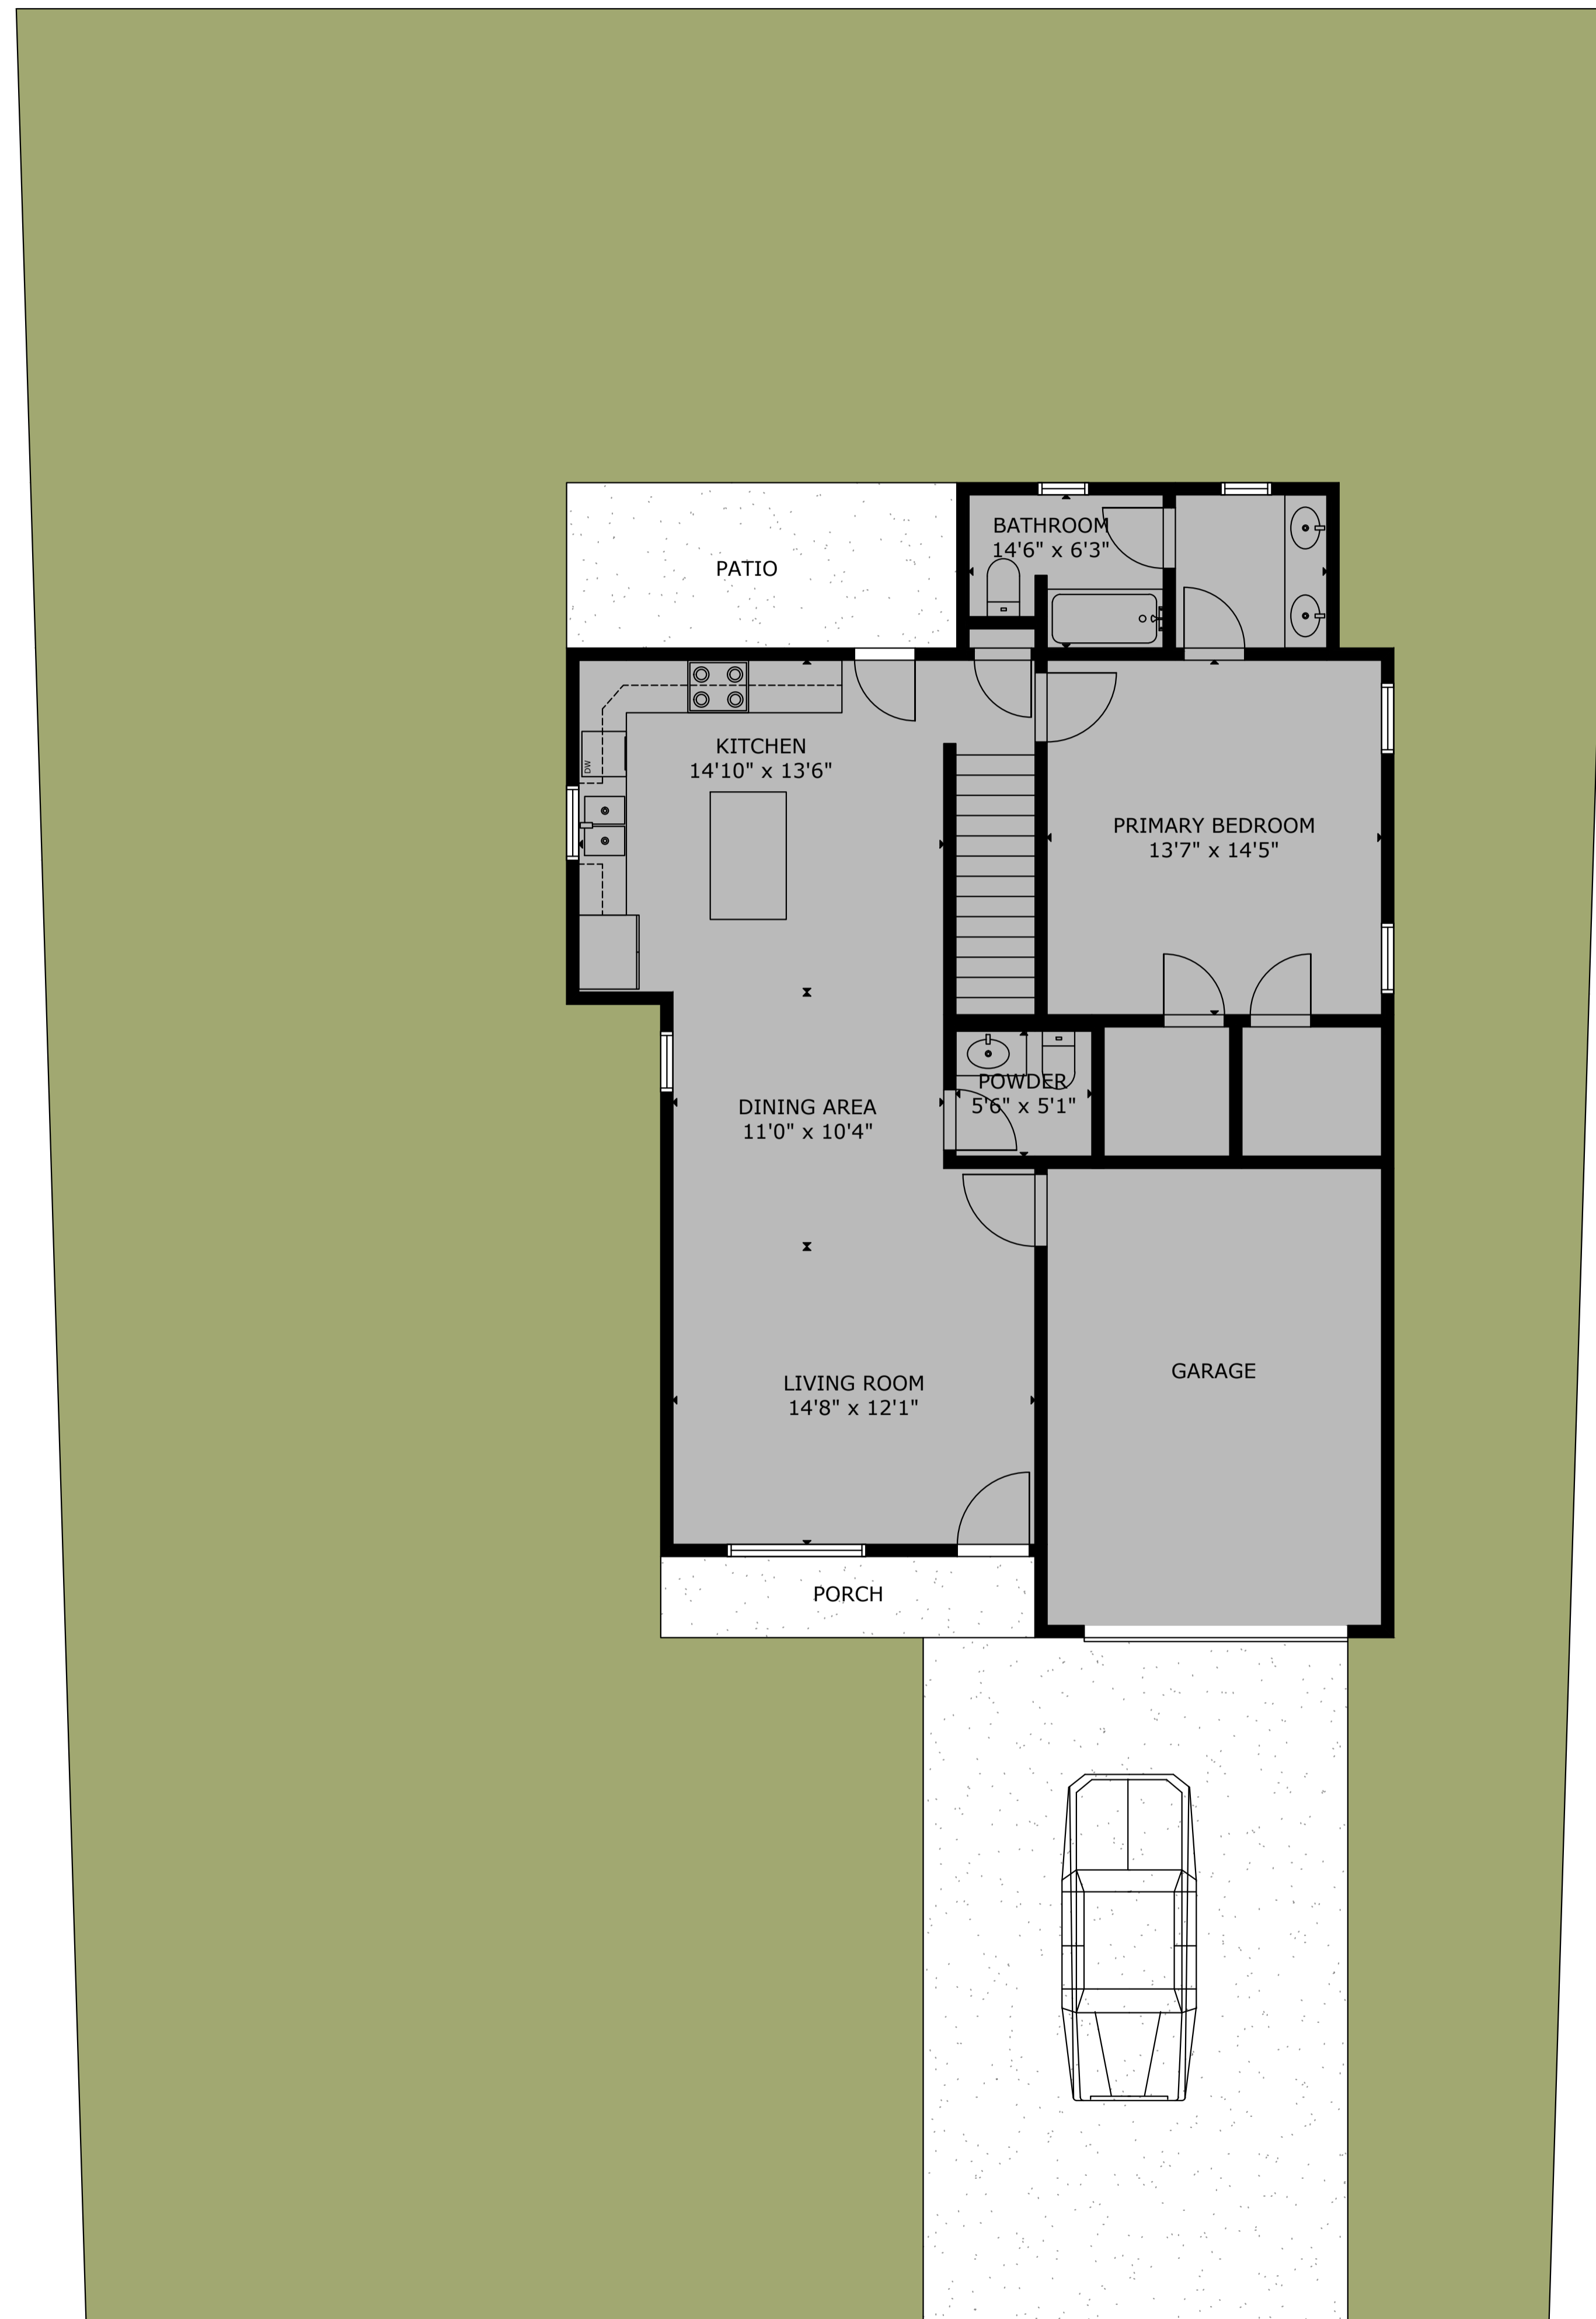 BATHROOM
14'6" x 6'3"
PATIO
KITCHEN
14'10" x 13'6"
DW
PRIMARY BEDROOM
13'7" x 14'5"
POWDER
5'6" x 5'1"
DINING AREA
11'0" x 10'4"
GARAGE
LIVING ROOM
14'8" x 12'1"
PORCH